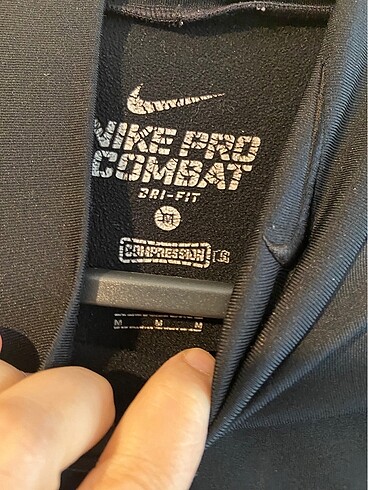 NIKE PRO
COMBAT
DRI-FIT
M
COMPRESSION
M M M